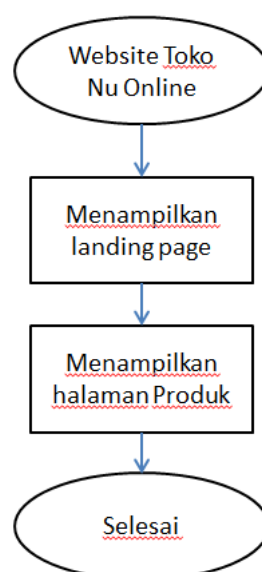 Website Toko
Nu Online
Menampilkan
landing page
Menampilkan
halaman Produk
Selesai